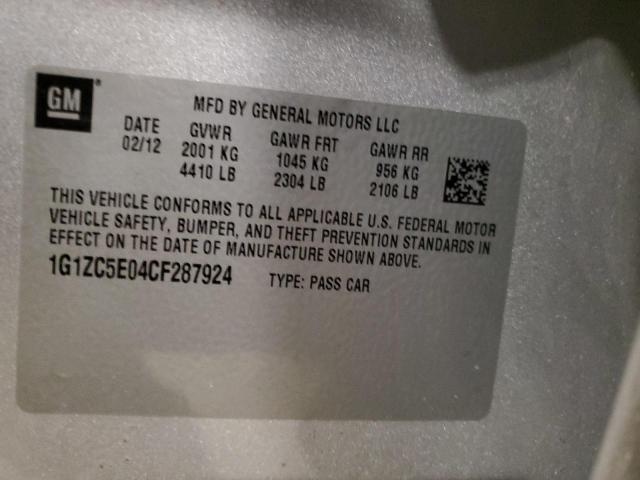 GM®
MFD BY GENERAL MOTORS LLC
DATE GVWR GAWR FRT GAWR RR
02/12 2001 KG 1045 KG 956 KG
4410 LB 2304 LB 2106 LB
THIS VEHICLE CONFORMS TO ALL APPLICABLE U.S. FEDERAL MOTOR
VEHICLE SAFETY, BUMPER, AND THEFT PREVENTION STANDARDS IN
EFFECT ON THE DATE OF MANUFACTURE SHOWN ABOVE.
1G1ZC5E04CF287924 TYPE: PASS CAR